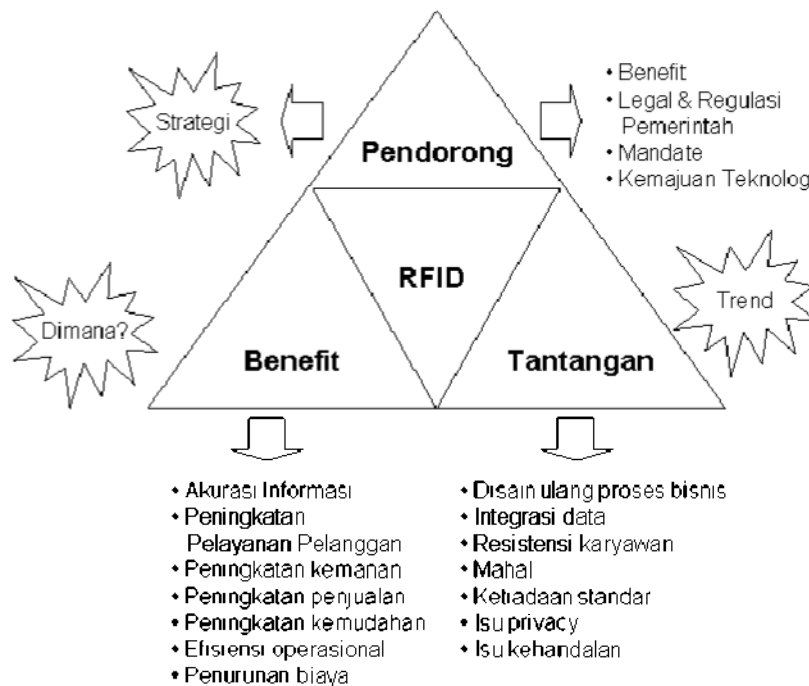 Strategi
Pendorong
• Benefit
• Legal & Regulasi
Pemerintah
• Mandate
• Kemajuan Teknolog
Dimana?
RFID
Trend
Benefit
Tantangan
• Akurasi Informasi
• Peningkatan
Pelayanan Pelanggan
• Peningkatan kemanan
• Peningkatan penjualan
• Peningkatan kemudahan
• Efisiensi operasional
• Penurunan biaya
• Disain ulang proses bisnis
• Integrasi data
• Resistensi karyawan
• Mahal
• Ketiadaan standar
• Isu privacy
• Isu kehandalan